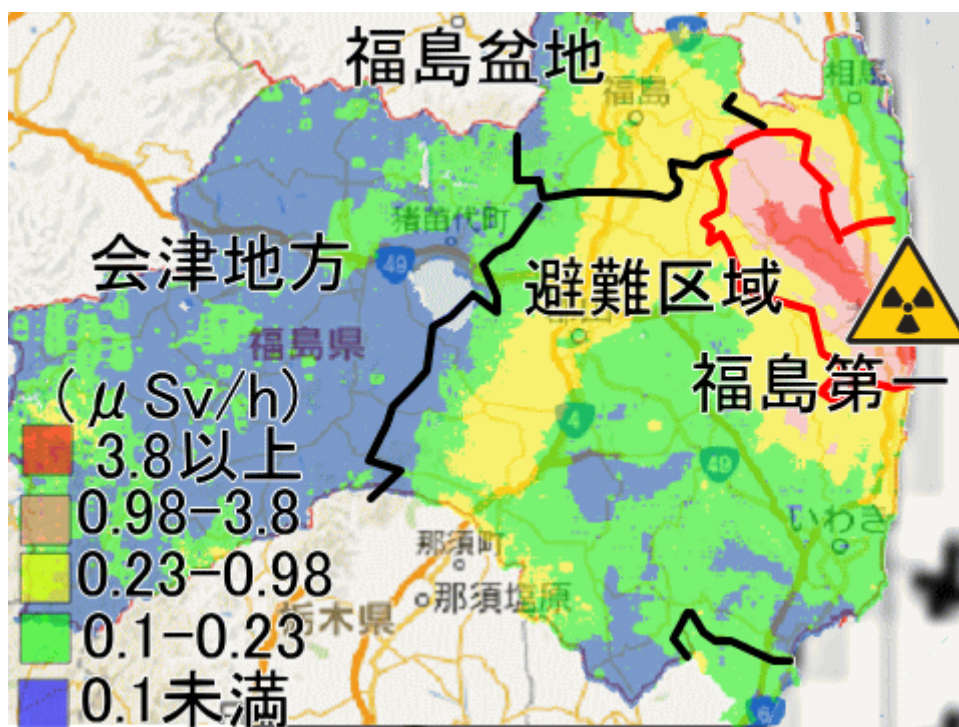 福島盆地
福島
相馬
猪苗代町
49
会津地方
避難区域
福島県
福島第一
(μSv/h)
3.8以上
4
49
0.98-3.8
いわき
那須町
0.23-0.98
那須塩原
栃木県
0.1-0.23
0.1未満
6